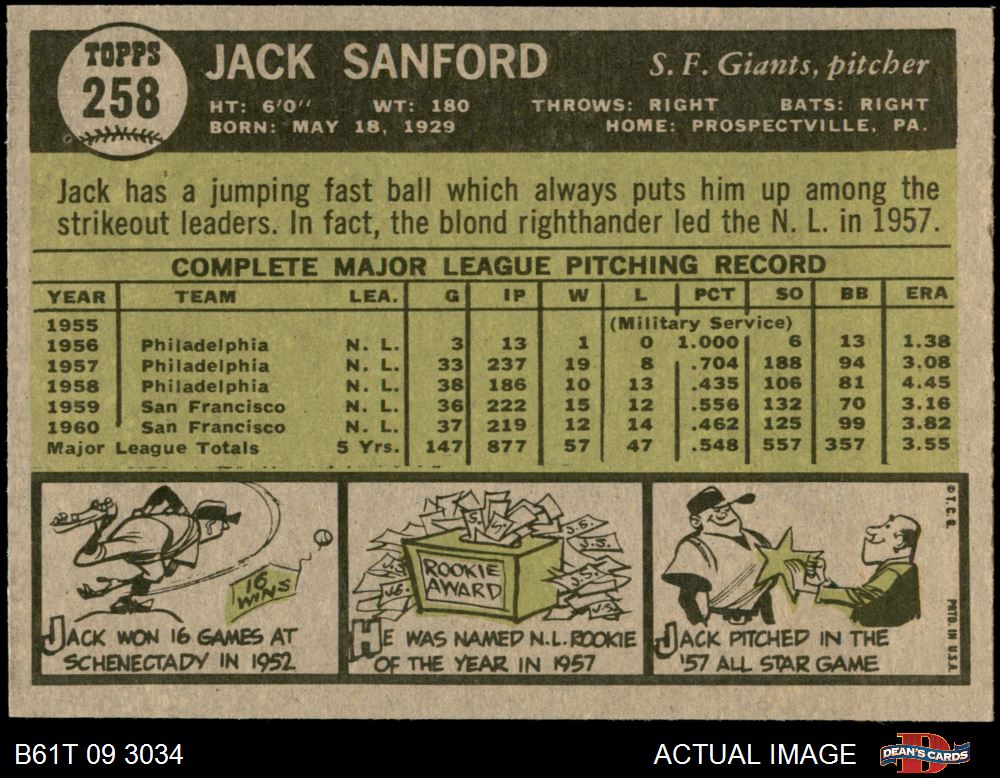 TOPPS
258
JACK SANFORD
S. F. Giants, pitcher
HT: 6'0" WT: 180 THROWS: RIGHT BATS: RIGHT
BORN: MAY 18, 1929 HOME: PROSPECTVILLE, PA.
Jack has a jumping fast ball which always puts him up among the
strikeout leaders. In fact, the blond righthander led the N. L. in 1957.
COMPLETE MAJOR LEAGUE PITCHING RECORD
YEAR TEAM LEA. G IP W L PCT SO BB ERA
1955 (Military Service)
1956 Philadelphia N. L. 3 13 1 0 1.000 6 13 1.38
1957 Philadelphia N. L. 33 237 19 8 .704 188 94 3.08
1958 Philadelphia N. L. 38 186 10 13 .435 106 81 4.45
1959 San Francisco N. L. 36 222 15 12 .556 132 70 3.16
1960 San Francisco N. L. 37 219 12 14 .462 125 99 3.82
Major League Totals 5 Yrs. 147 877 57 47 .548 557 357 3.55
16
WINS
JACK WON 16 GAMES AT
SCHENECTADY IN 1952
J.S.
J.S.
J.S.
J.S.
J.S.
ROOKIE
AWARD
HE WAS NAMED N.L. ROOKIE
OF THE YEAR IN 1957
JACK PITCHED IN THE
'57 ALL STAR GAME
© T. C. G.
PRTD. IN U.S.A.
B61T 09 3034
ACTUAL IMAGE
DEAN'S CARDS